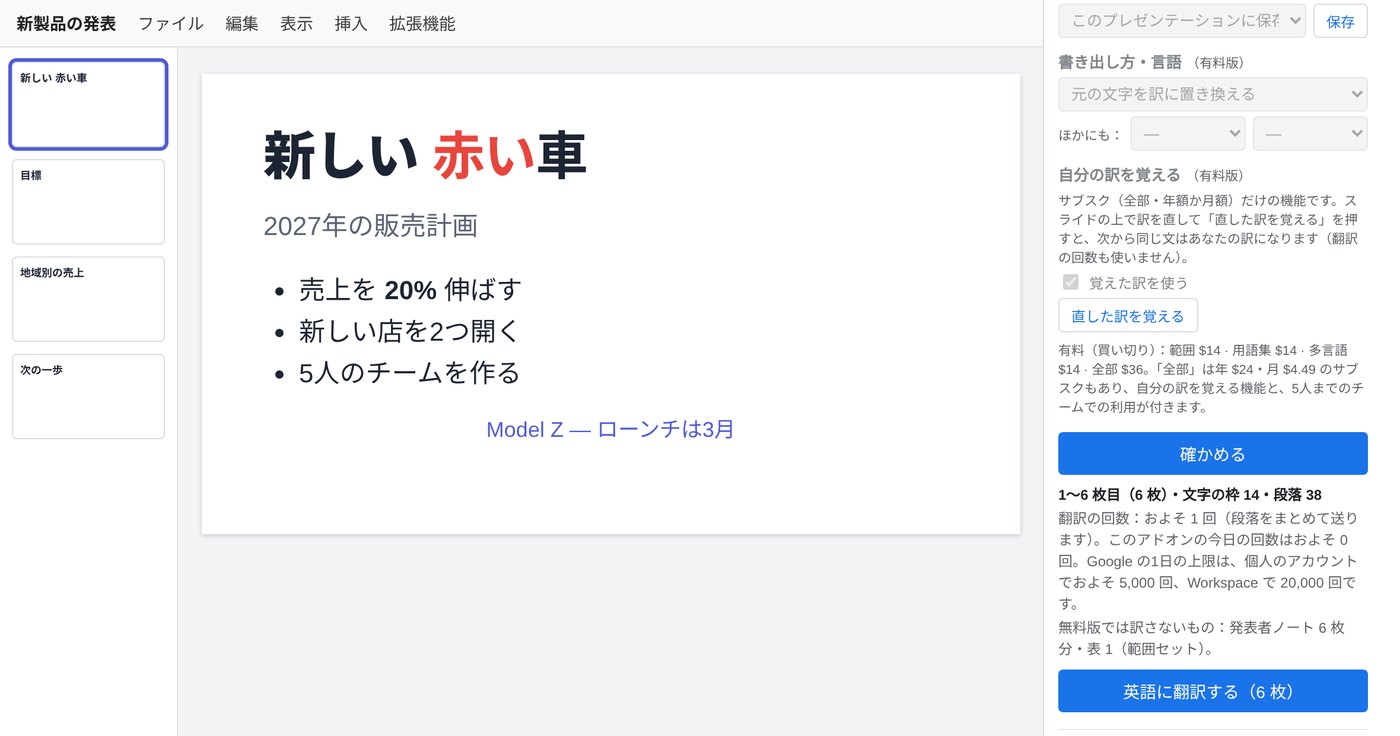 新製品の発表 ファイル 編集 表示 挿入 拡張機能
新しい 赤い車
目標
地域別の売上
次の一歩
新しい 赤い車
2027年の販売計画
• 売上を 20% 伸ばす
• 新しい店を2つ開く
• 5人のチームを作る
Model Z — ローンチは3月
このプレゼンテーションに保存 保存
書き出し方・言語 （有料版）
元の文字を訳に置き換える
ほかにも： — —
自分の訳を覚える （有料版）
サブスク（全部・年額か月額）だけの機能です。ス
ライドの上で訳を直して「直した訳を覚える」を押
すと、次から同じ文はあなたの訳になります（翻訳
の回数も使いません）。
覚えた訳を使う
直した訳を覚える
有料（買い切り）：範囲 $14 · 用語集 $14 · 多言語
$14 · 全部 $36。「全部」は年 $24・月 $4.49 のサブ
スクもあり、自分の訳を覚える機能と、5人までのチ
ームでの利用が付きます。
確かめる
1〜6 枚目（6 枚）・文字の枠 14・段落 38
翻訳の回数：およそ 1 回（段落をまとめて送り
ます）。このアドオンの今日の回数はおよそ 0
回。Google の1日の上限は、個人のアカウント
でおよそ 5,000 回、Workspace で 20,000 回で
す。
無料版では訳さないもの：発表者ノート 6 枚
分・表 1（範囲セット）。
英語に翻訳する（6 枚）